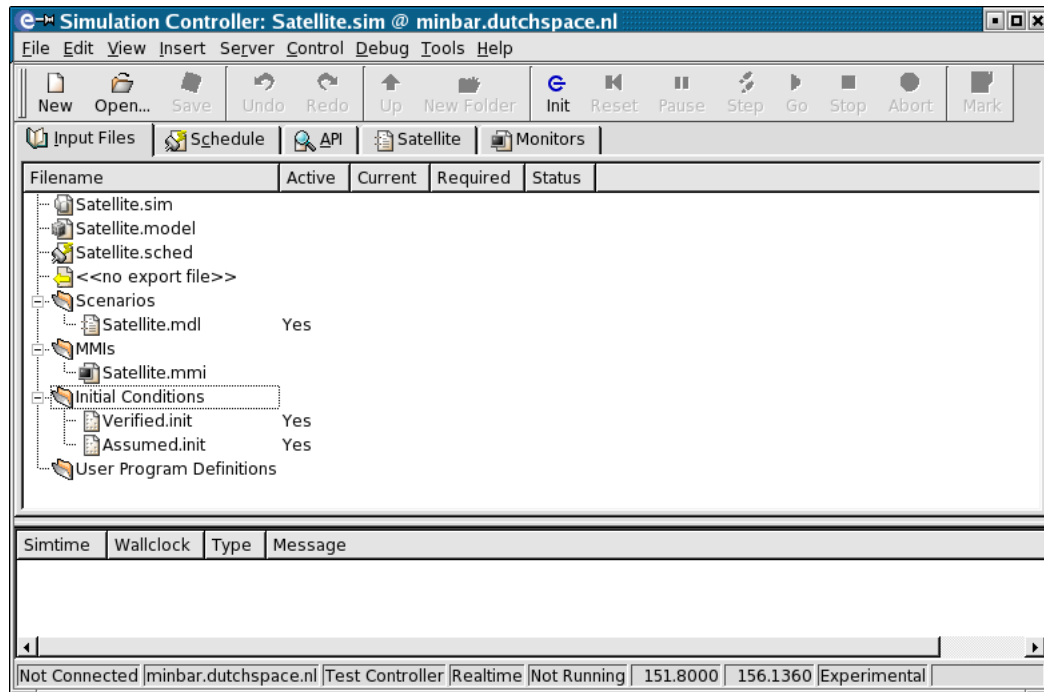 Simulation Controller: Satellite.sim @ minbar.dutchspace.nl
File Edit View Insert Server Control Debug Tools Help
New Open... Save Undo Redo Up New Folder Init Reset Pause Step Go Stop Abort Mark
Input Files Schedule API Satellite Monitors
Filename Active Current Required Status
Satellite.sim
Satellite.model
Satellite.sched
<<no export file>>
Scenarios
Satellite.mdl Yes
MMIs
Satellite.mmi
Initial Conditions
Verified.init Yes
Assumed.init Yes
User Program Definitions
Simtime Wallclock Type Message
Not Connected minbar.dutchspace.nl Test Controller Realtime Not Running 151.8000 156.1360 Experimental